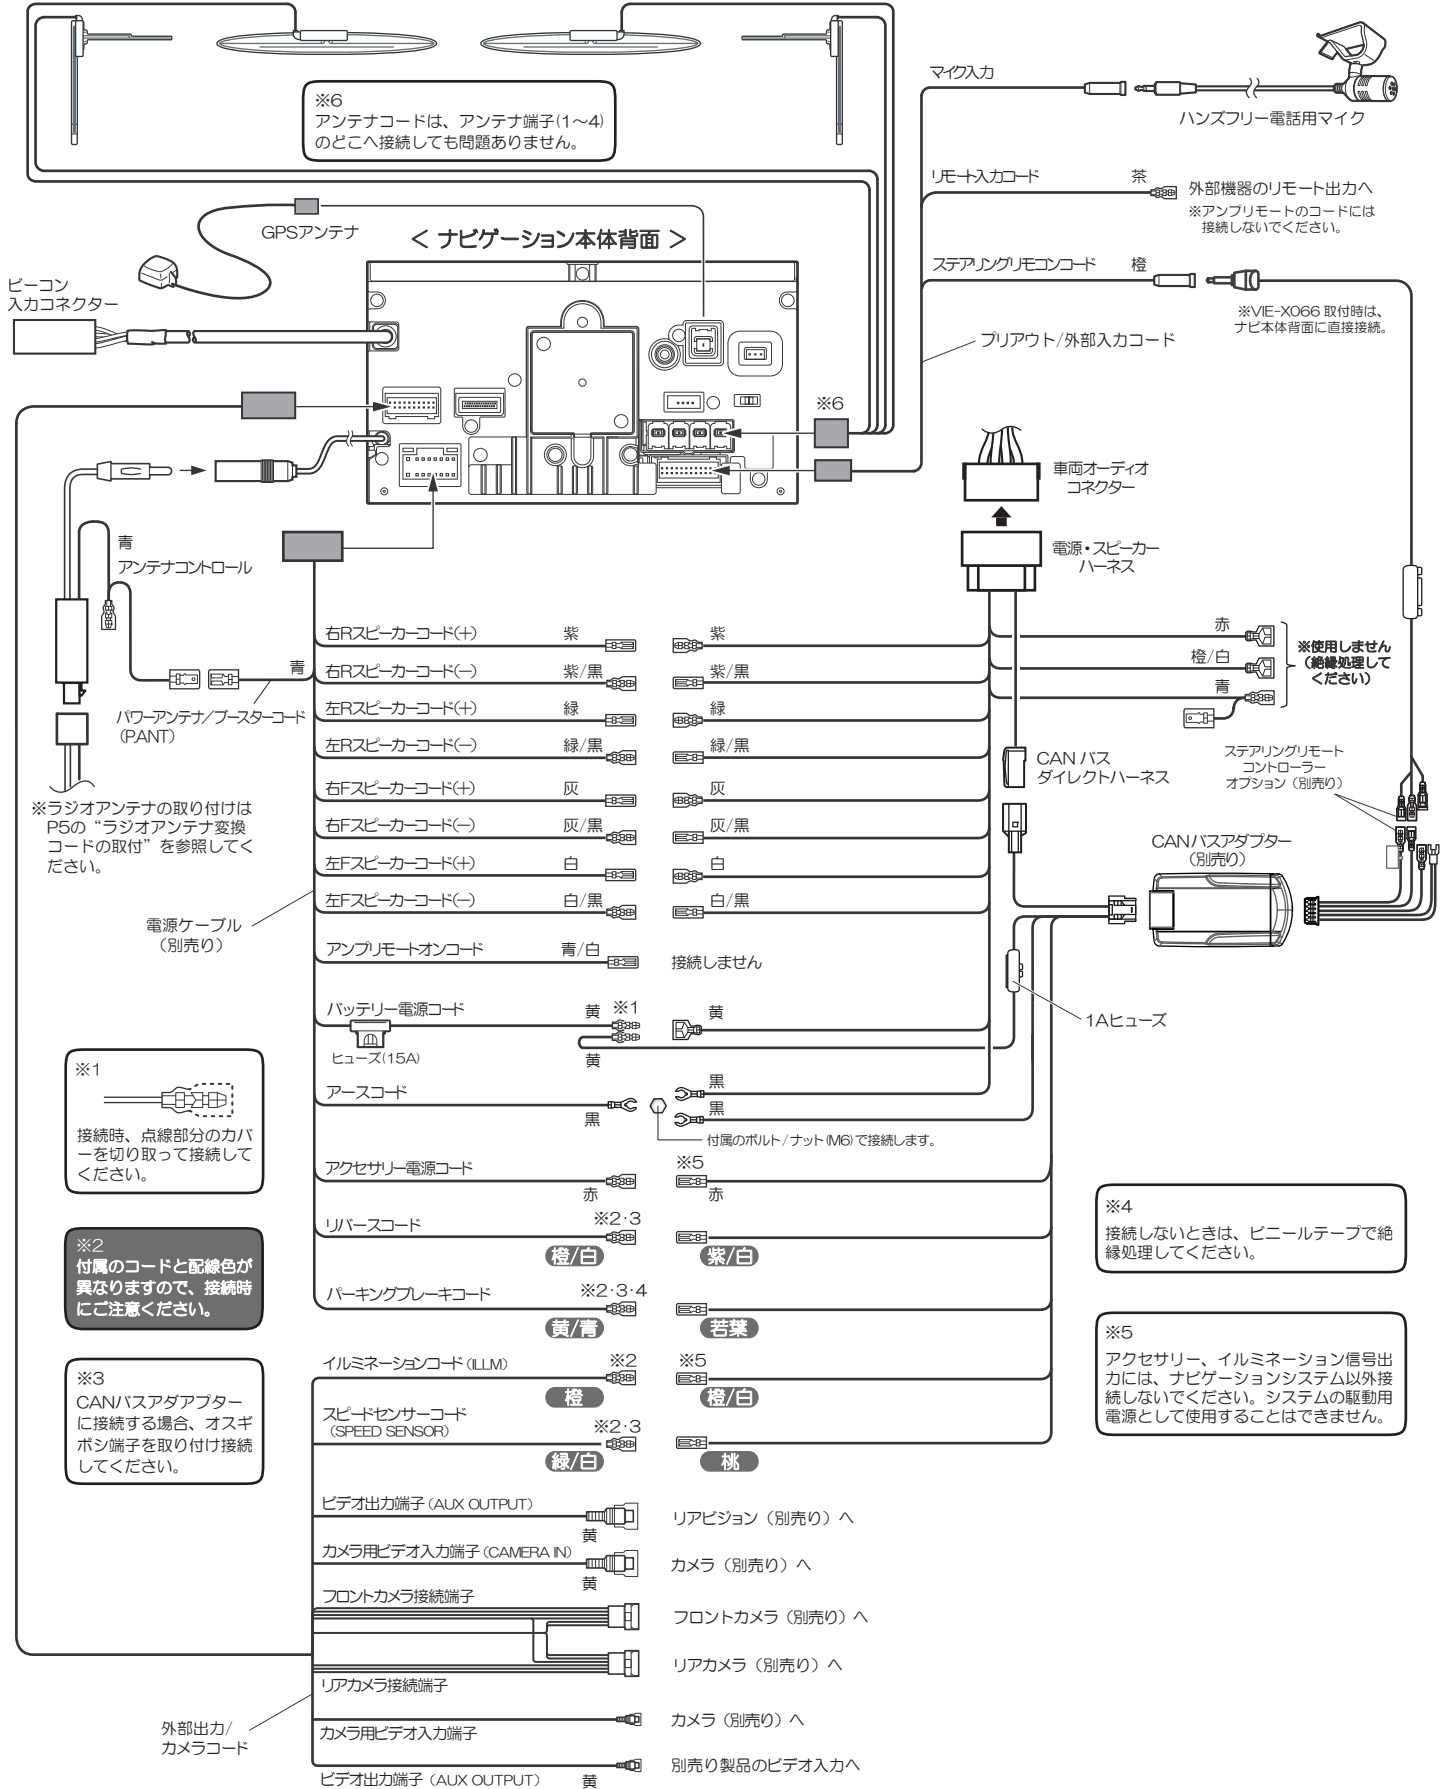 ※6
アンテナコードは、アンテナ端子(1～4)
のどこへ接続しても問題ありません。
マイク入力
ハンズフリー電話用マイク
リモート入力コード
茶
外部機器のリモート出力へ
※アンプリモートのコードには
接続しないでください。
GPSアンテナ
＜ ナビゲーション本体背面 ＞
ステアリングリモコンコード
橙
※VIE-X066 取付時は、
ナビ本体背面に直接接続。
ビーコン
入力コネクター
プリアウト/外部入力コード
※6
車両オーディオ
コネクター
電源・スピーカー
ハーネス
青
アンテナコントロール
青
パワーアンテナ/ブースターコード
(P.ANT)
※ラジオアンテナの取り付けは
P5の“ラジオアンテナ変換
コードの取付”を参照してく
ださい。
電源ケーブル
(別売り)
右Rスピーカーコード(+)
紫
紫
右Rスピーカーコード(ー)
紫/黒
紫/黒
左Rスピーカーコード(+)
緑
緑
左Rスピーカーコード(ー)
緑/黒
緑/黒
右Fスピーカーコード(+)
灰
灰
右Fスピーカーコード(ー)
灰/黒
灰/黒
左Fスピーカーコード(+)
白
白
左Fスピーカーコード(ー)
白/黒
白/黒
赤
橙/白
青
※使用しません
(絶縁処理して
ください)
CAN バス
ダイレクトハーネス
ステアリングリモート
コントローラー
オプション(別売り)
CANバスアダプター
(別売り)
アンプリモートオンコード
青/白
接続しません
バッテリー電源コード
黄
※1
黄
ヒューズ(15A)
黄
1Aヒューズ
アースコード
黒
黒
黒
付属のボルト/ナット(M6)で接続します。
アクセサリー電源コード
赤
※5
赤
リバースコード
※2・3
橙/白
紫/白
パーキングブレーキコード
※2・3・4
黄/青
若葉
イルミネーションコード(ILLM)
※2
橙
※5
橙/白
スピードセンサーコード
(SPEED SENSOR)
※2・3
緑/白
桃
ビデオ出力端子(AUX OUTPUT)
黄
リアビジョン(別売り)へ
カメラ用ビデオ入力端子(CAMERA IN)
黄
カメラ(別売り)へ
フロントカメラ接続端子
フロントカメラ(別売り)へ
リアカメラ(別売り)へ
リアカメラ接続端子
カメラ(別売り)へ
カメラ用ビデオ入力端子
別売り製品のビデオ入力へ
ビデオ出力端子(AUX OUTPUT)
黄
外部出力/
カメラコード
※1
接続時、点線部分のカバ
ーを切り取って接続して
ください。
※2
付属のコードと配線色が
異なりますので、接続時
にご注意ください。
※3
CANバスアダアプター
に接続する場合、オスギ
ボシ端子を取り付け接続
してください。
※4
接続しないときは、ビニールテープで絶
縁処理してください。
※5
アクセサリー、イルミネーション信号出
力には、ナビゲーションシステム以外接
続しないでください。システムの駆動用
電源として使用することはできません。